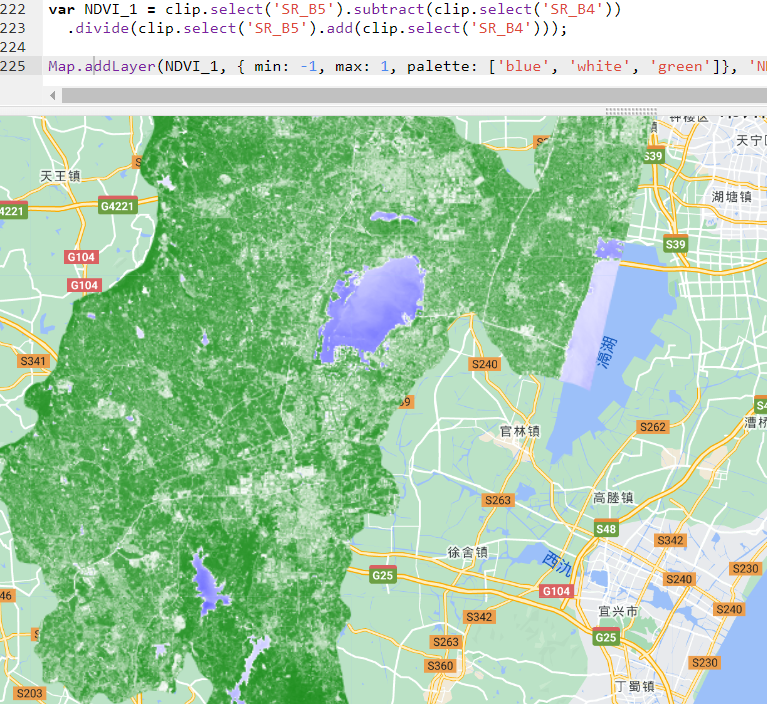 222 var NDVI_1 = clip.select('SR_B5').subtract(clip.select('SR_B4'))
223 .divide(clip.select('SR_B5').add(clip.select('SR_B4')));
224
225 Map.addLayer(NDVI_1, { min: -1, max: 1, palette: ['blue', 'white', 'green']}, 'N
天宁
S39
天王镇
湖塘镇
G4221
4221
S39
G104
G104
滆湖
S341
S240
S262
官林镇
漕桥
S263
高塍镇
S48
S342
徐舍镇
西氿
G25
S240
S230
G104
46
宜兴市
S240
S342
G25
S263
S360
S230
S203
丁蜀镇